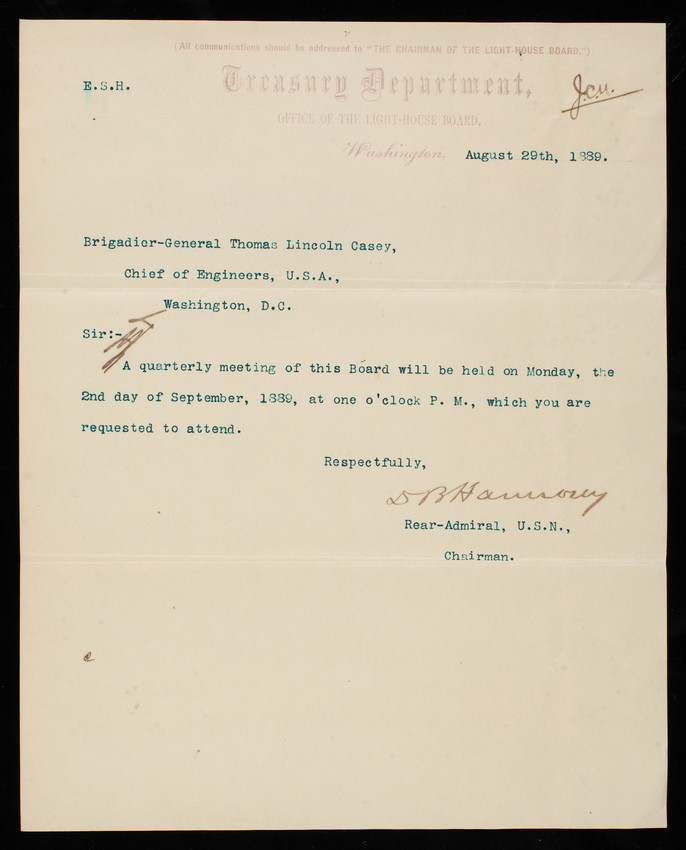 (All communications should be addressed to "THE CHAIRMAN OF THE LIGHT-HOUSE BOARD.")
E.S.H.
Treasury Department,
J.C.M.
OFFICE OF THE LIGHT-HOUSE BOARD,
Washington, August 29th, 1889.
Brigadier-General Thomas Lincoln Casey,
Chief of Engineers, U.S.A.,
Washington, D.C.
Sir:-
A quarterly meeting of this Board will be held on Monday, the
2nd day of September, 1889, at one o'clock P. M., which you are
requested to attend.
Respectfully,
D B Harmony
Rear-Admiral, U.S.N.,
Chairman.